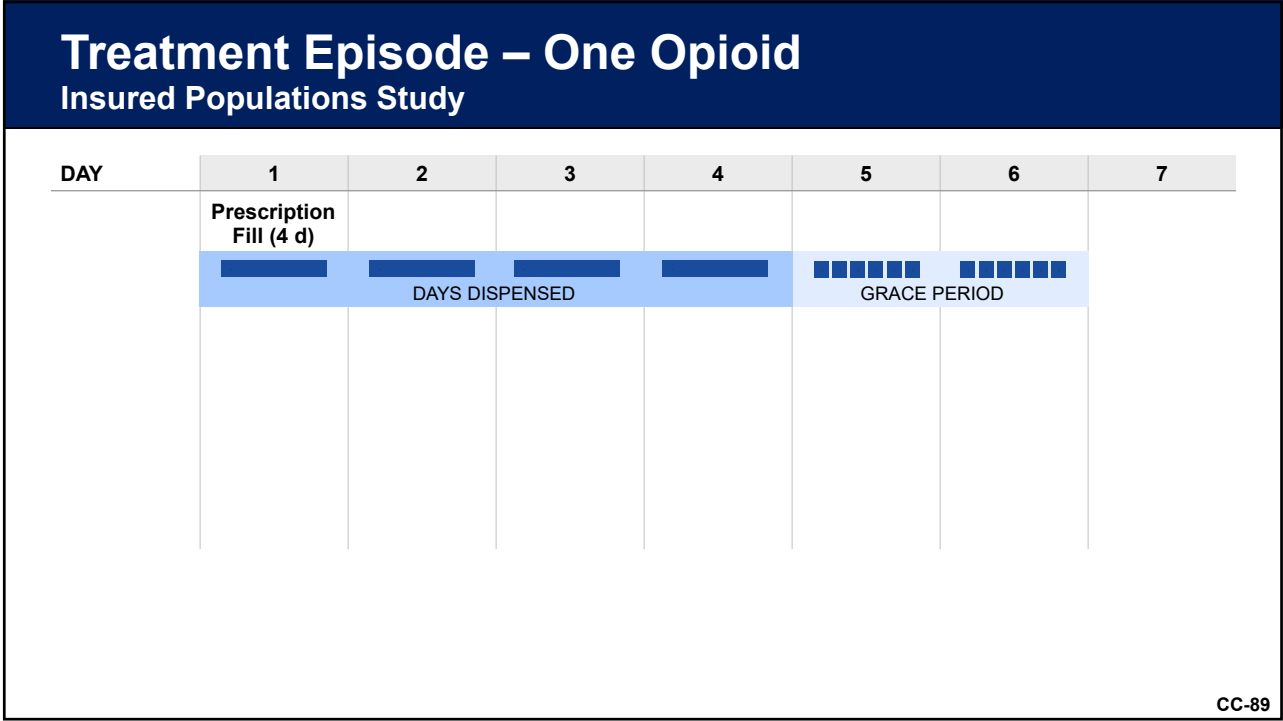 Treatment Episode – One Opioid
Insured Populations Study
DAY 1 2 3 4 5 6 7
Prescription
Fill (4 d)
DAYS DISPENSED GRACE PERIOD
CC-89